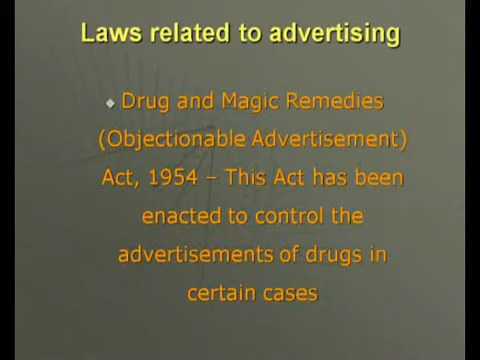 Laws related to advertising
◆ Drug and Magic Remedies
(Objectionable Advertisement)
Act, 1954 – This Act has been
enacted to control the
advertisements of drugs in
certain cases